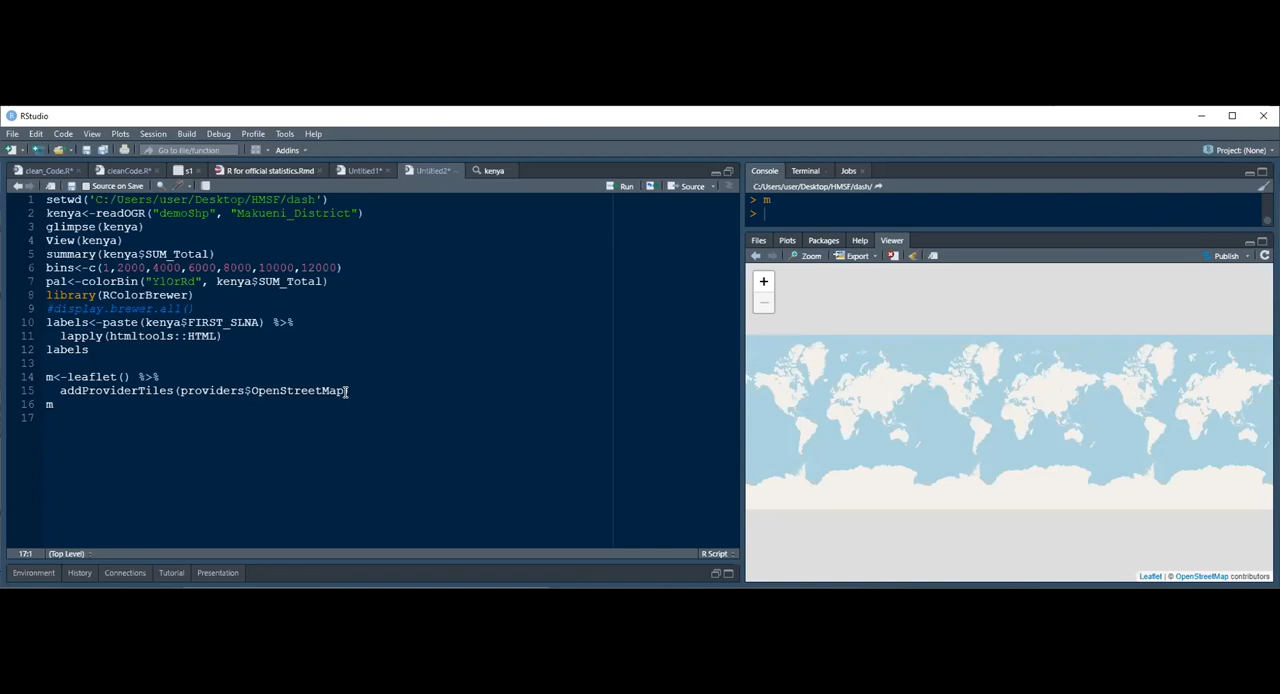 RStudio
File Edit Code View Plots Session Build Debug Profile Tools Help
Go to file/function Addins Project: (None)
clean_Code.R* cleanCode.R* s1 R for official statistics.Rmd Untitled1* Untitled2* kenya
Source on Save Run Source
1 setwd('C:/Users/user/Desktop/HMSF/dash')
2 kenya<-readOGR("demoShp", "Makueni_District")
3 glimpse(kenya)
4 View(kenya)
5 summary(kenya$SUM_Total)
6 bins<-c(1,2000,4000,6000,8000,10000,12000)
7 pal<-colorBin("YlOrRd", kenya$SUM_Total)
8 library(RColorBrewer)
9 #display.brewer.all()
10 labels<-paste(kenya$FIRST_SLNA) %>%
11 lapply(htmltools::HTML)
12 labels
13
14 m<-leaflet() %>%
15 addProviderTiles(providers$OpenStreetMap)
16 m
17
17:1 (Top Level) R Script
Environment History Connections Tutorial Presentation
Console Terminal Jobs
C:/Users/user/Desktop/HMSF/dash/
> m
>
Files Plots Packages Help Viewer
Zoom Export Publish
+
−
Leaflet | © OpenStreetMap contributors